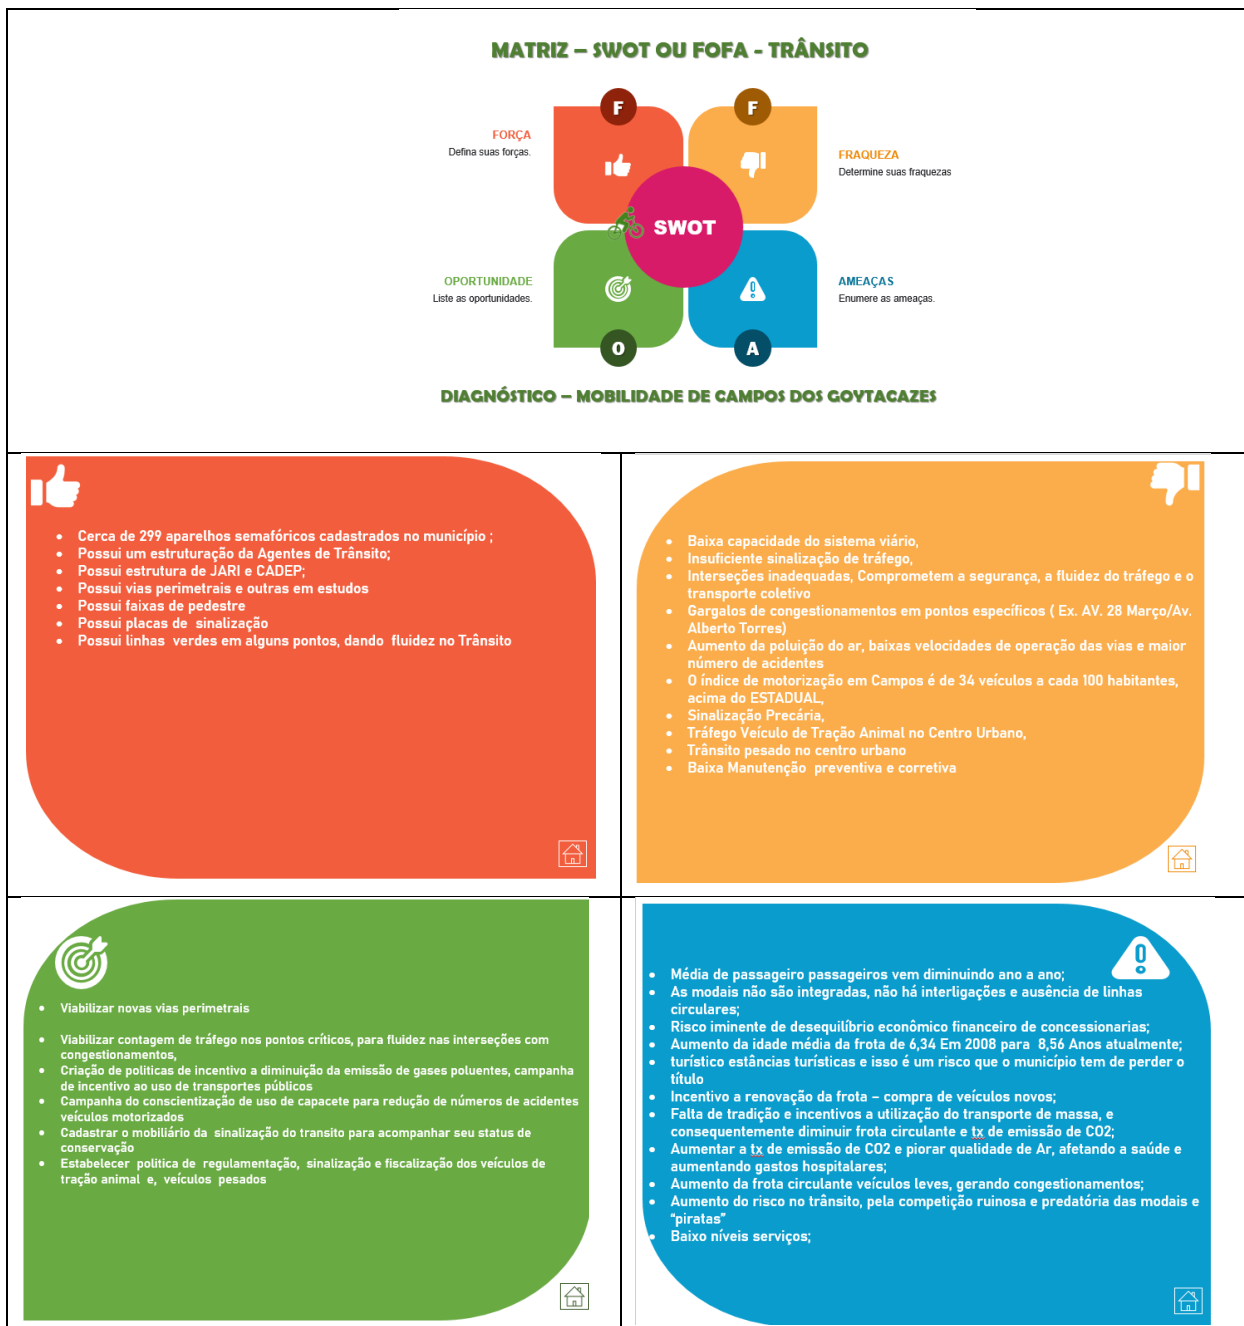 MATRIZ – SWOT OU FOFA - TRÂNSITO
F
F
FORÇA
Defina suas forças.
FRAQUEZA
Determine suas fraquezas
SWOT
OPORTUNIDADE
Liste as oportunidades.
AMEAÇAS
Enumere as ameaças.
O
A
DIAGNÓSTICO – MOBILIDADE DE CAMPOS DOS GOYTACAZES
• Cerca de 299 aparelhos semafóricos cadastrados no município ;
• Possui um estruturação da Agentes de Trânsito;
• Possui estrutura de JARI e CADEP;
• Possui vias perimetrais e outras em estudos
• Possui faixas de pedestre
• Possui placas de sinalização
• Possui linhas verdes em alguns pontos, dando fluidez no Trânsito
• Baixa capacidade do sistema viário,
• Insuficiente sinalização de tráfego,
• Interseções inadequadas, Comprometem a segurança, a fluidez do tráfego e o
transporte coletivo
• Gargalos de congestionamentos em pontos específicos ( Ex. AV. 28 Março/Av.
Alberto Torres)
• Aumento da poluição do ar, baixas velocidades de operação das vias e maior
número de acidentes
• O índice de motorização em Campos é de 34 veículos a cada 100 habitantes,
acima do ESTADUAL,
• Sinalização Precária,
• Tráfego Veículo de Tração Animal no Centro Urbano,
• Trânsito pesado no centro urbano
• Baixa Manutenção preventiva e corretiva
• Viabilizar novas vias perimetrais
• Viabilizar contagem de tráfego nos pontos críticos, para fluidez nas interseções com
congestionamentos,
• Criação de politicas de incentivo a diminuição da emissão de gases poluentes, campanha
de incentivo ao uso de transportes públicos
• Campanha do conscientização de uso de capacete para redução de números de acidentes
veículos motorizados
• Cadastrar o mobiliário da sinalização do transito para acompanhar seu status de
conservação
• Estabelecer politica de regulamentação, sinalização e fiscalização dos veículos de
tração animal e, veículos pesados
• Média de passageiro passageiros vem diminuindo ano a ano;
• As modais não são integradas, não há interligações e ausência de linhas
circulares;
• Risco iminente de desequilíbrio econômico financeiro de concessionarias;
• Aumento da idade média da frota de 6,34 Em 2008 para 8,56 Anos atualmente;
• turístico estâncias turísticas e isso é um risco que o município tem de perder o
título
• Incentivo a renovação da frota – compra de veículos novos;
• Falta de tradição e incentivos a utilização do transporte de massa, e
consequentemente diminuir frota circulante e tx de emissão de CO2;
• Aumentar a tx de emissão de CO2 e piorar qualidade de Ar, afetando a saúde e
aumentando gastos hospitalares;
• Aumento da frota circulante veículos leves, gerando congestionamentos;
• Aumento do risco no trânsito, pela competição ruinosa e predatória das modais e
“piratas”
• Baixo níveis serviços;